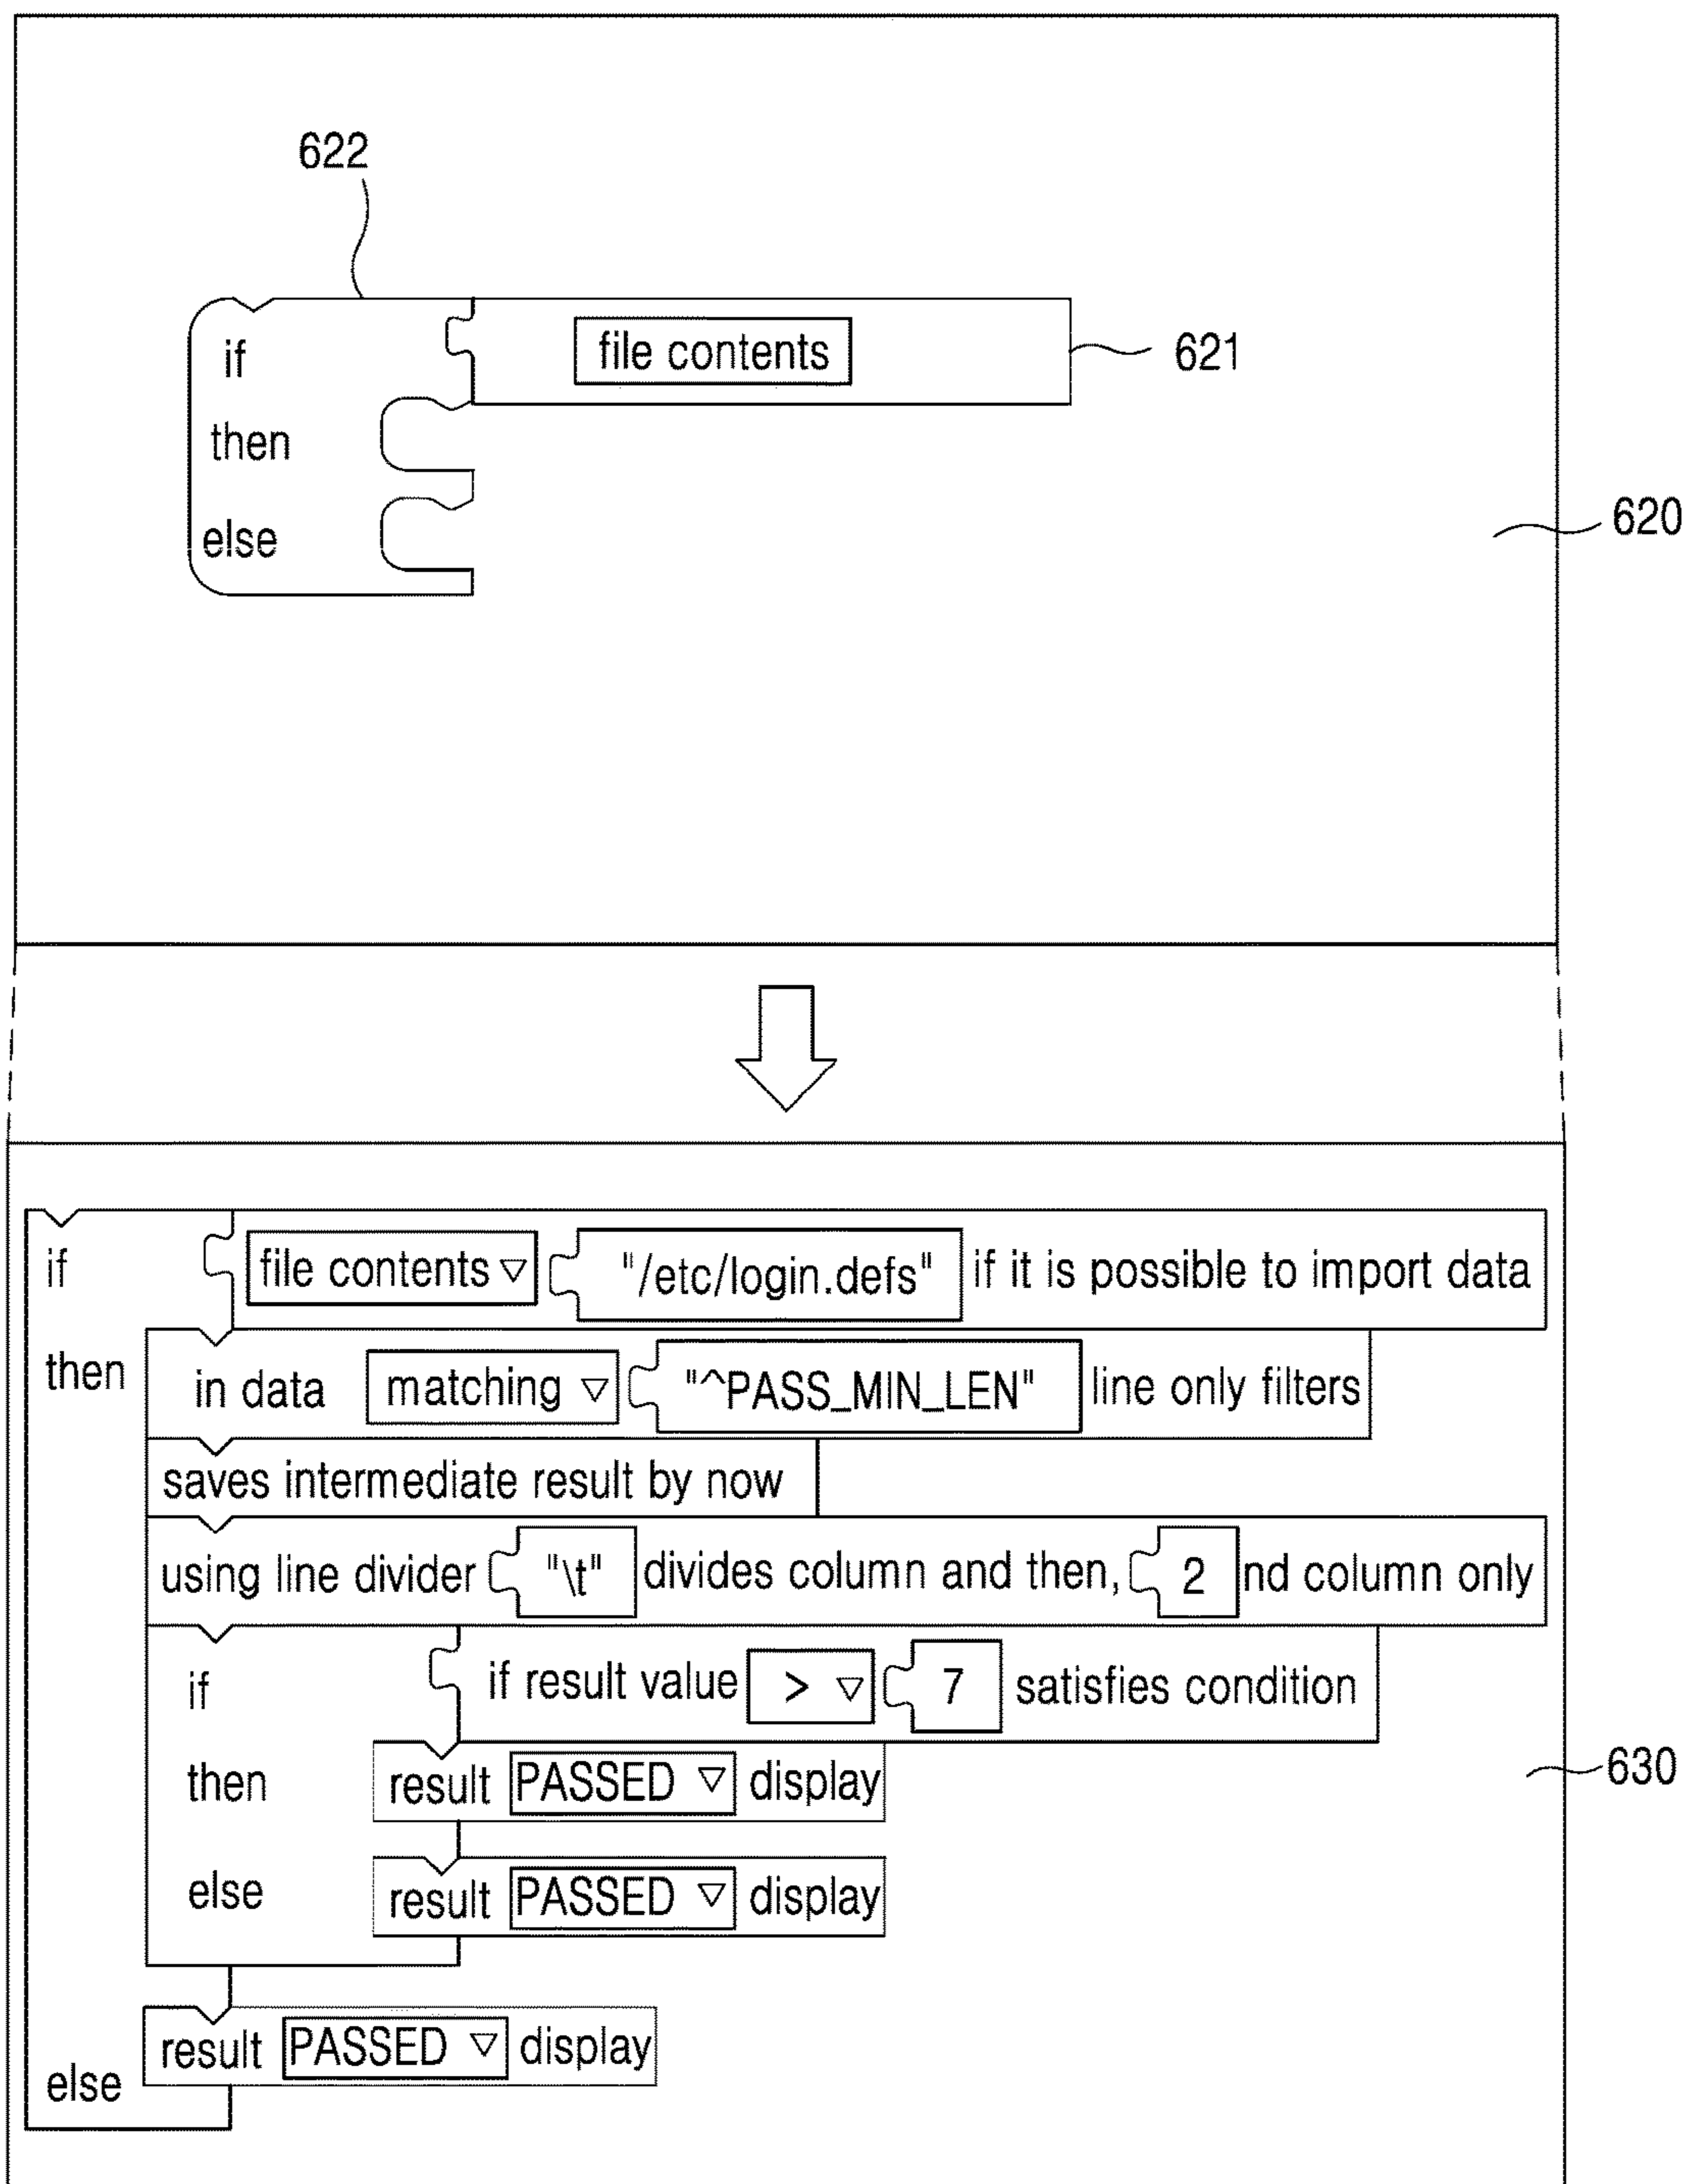 622
if file contents 621
then
else 620
if file contents ▽ "/etc/login.defs" if it is possible to import data
then in data matching ▽ "^PASS_MIN_LEN" line only filters
saves intermediate result by now
using line divider "\t" divides column and then, 2 nd column only
if if result value > ▽ 7 satisfies condition
then result PASSED ▽ display 630
else result PASSED ▽ display
result PASSED ▽ display
else